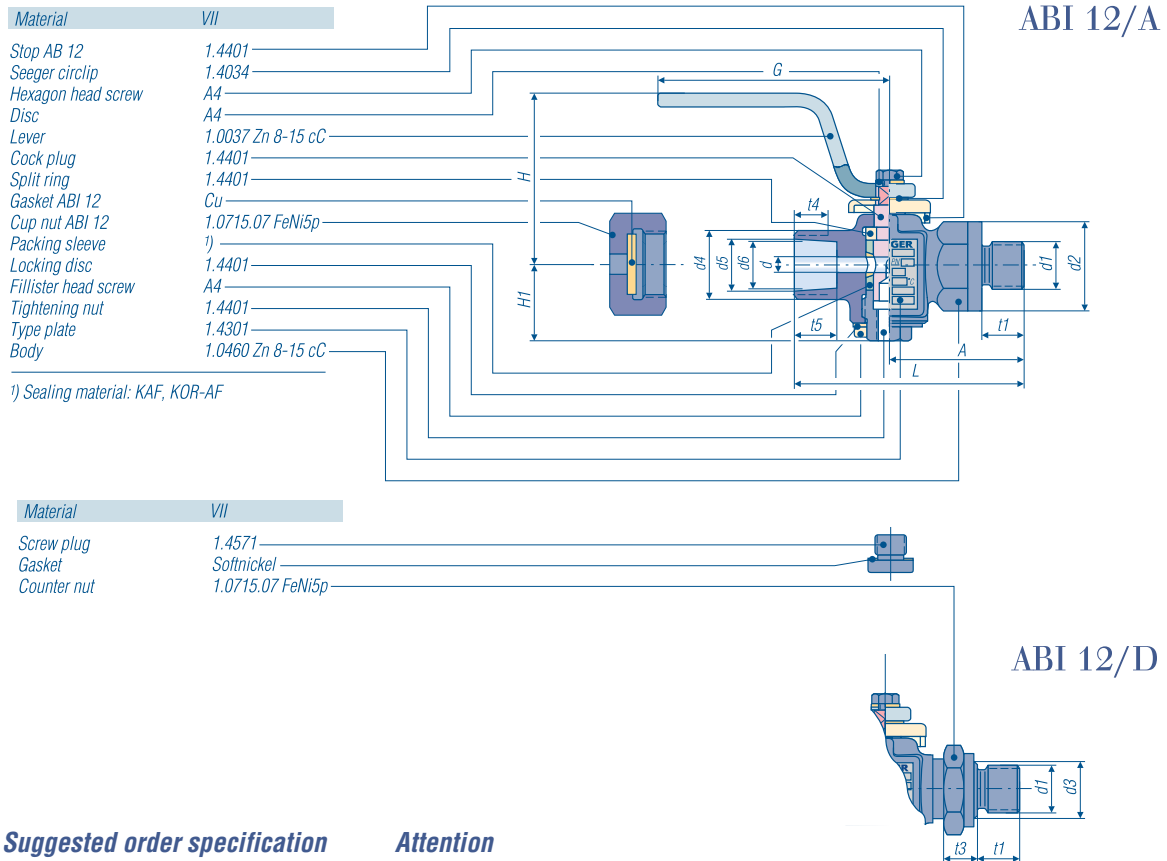 ABI 12/A
Material VII
Stop AB 12 1.4401
Seeger circlip 1.4034
Hexagon head screw A4
Disc A4
Lever 1.0037 Zn 8-15 cC
Cock plug 1.4401
Split ring 1.4401
Gasket ABI 12 Cu
Cup nut ABI 12 1.0715.07 FeNi5p
Packing sleeve 1)
Locking disc 1.4401
Fillister head screw A4
Tightening nut 1.4401
Type plate 1.4301
Body 1.0460 Zn 8-15 cC
1) Sealing material: KAF, KOR-AF
G
H
H1
t4
d4
d5
d6
d
t5
GER
PN
°C
d1
d2
t1
A
L
Material VII
Screw plug 1.4571
Gasket Softnickel
Counter nut 1.0715.07 FeNi5p
ABI 12/D
d1
d3
t3
t1
Suggested order specification Attention